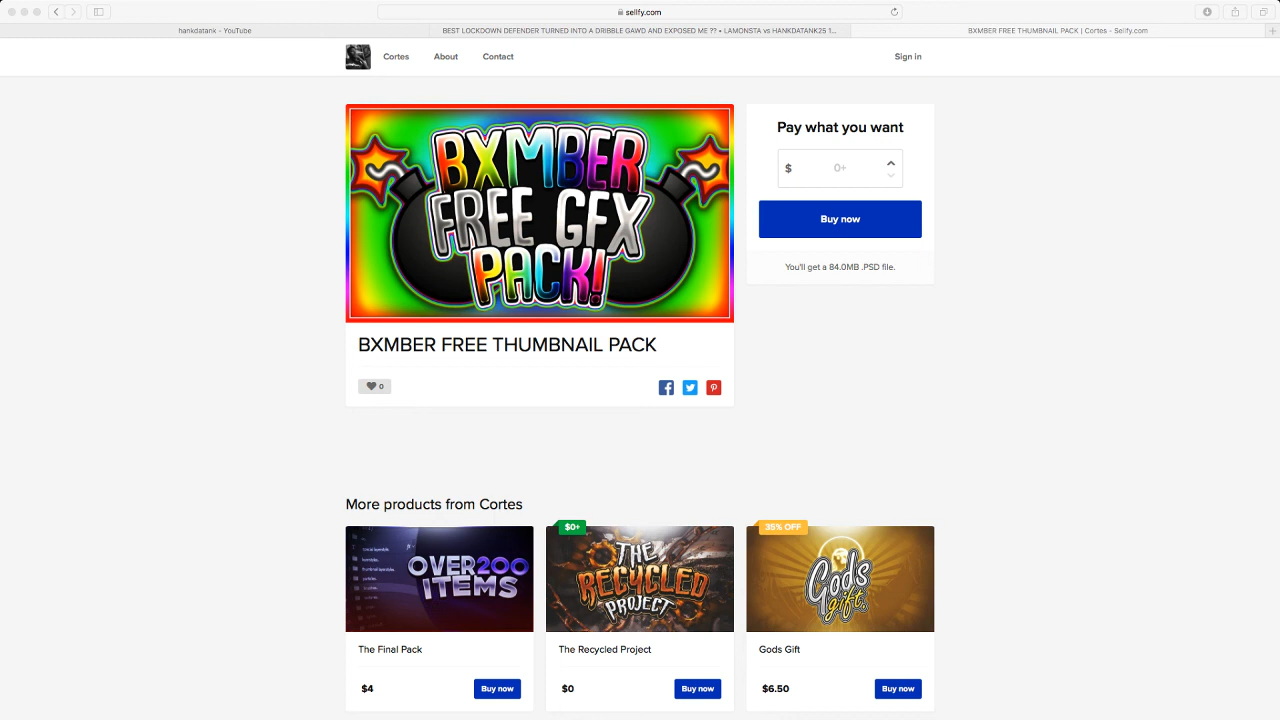 sellfy.com
hankdatank - YouTube
BEST LOCKDOWN DEFENDER TURNED INTO A DRIBBLE GAWD AND EXPOSED ME ?? • LAMONSTA vs HANKDATANK25 1...
BXMBER FREE THUMBNAIL PACK | Cortes - Sellfy.com
Cortes
About
Contact
Sign in
BXMBER
FREE GFX
PACK!
Pay what you want
$ 0+
Buy now
You'll get a 84.0MB .PSD file.
BXMBER FREE THUMBNAIL PACK
0
More products from Cortes
OVER200
ITEMS
The Final Pack
$4
Buy now
$0+
THE
RECYCLED
PROJECT
The Recycled Project
$0
Buy now
35% OFF
Gods
gift.
Gods Gift
$6.50
Buy now